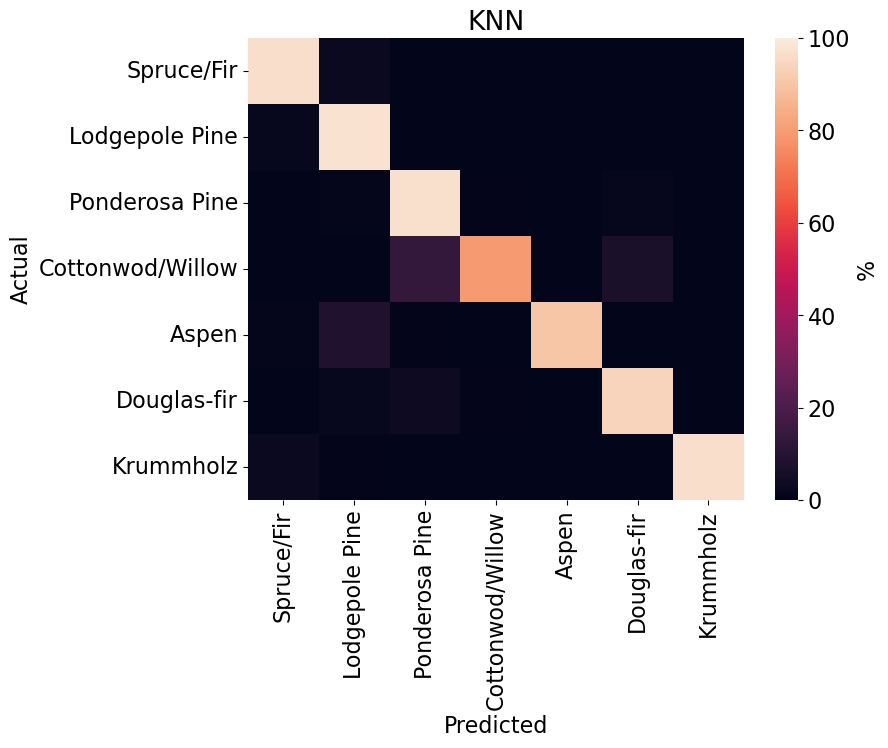 KNN
Actual
Spruce/Fir
Lodgepole Pine
Ponderosa Pine
Cottonwod/Willow
Aspen
Douglas-fir
Krummholz
Spruce/Fir
Lodgepole Pine
Ponderosa Pine
Cottonwod/Willow
Aspen
Douglas-fir
Krummholz
Predicted
100
80
60
40
20
0
%